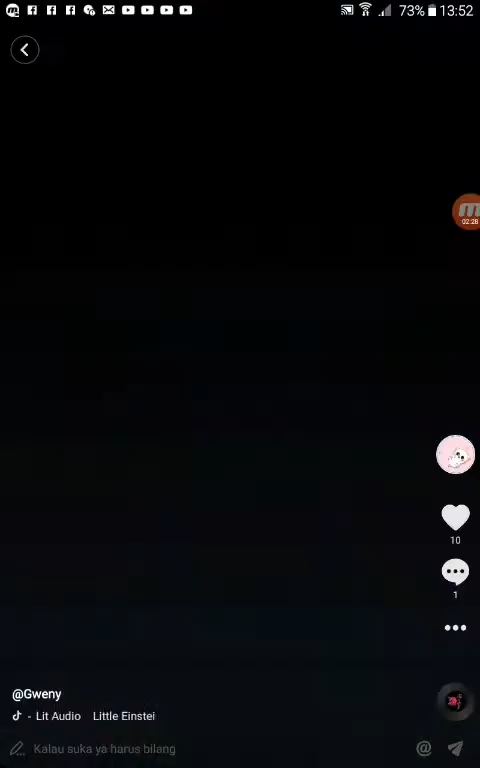 73% 13:52
02:28
10
1
@Gweny
- Lit Audio Little Einstei
Kalau suka ya harus bilang